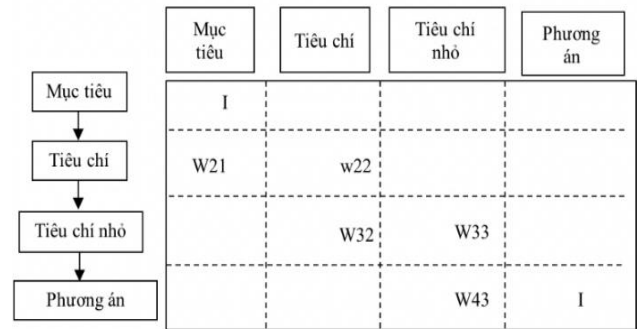 Mục
tiêu
Tiêu chí
Tiêu chí
nhỏ
Phương
án
Mục tiêu
I
Tiêu chí
W21
w22
Tiêu chí nhỏ
W32
W33
Phương án
W43
I